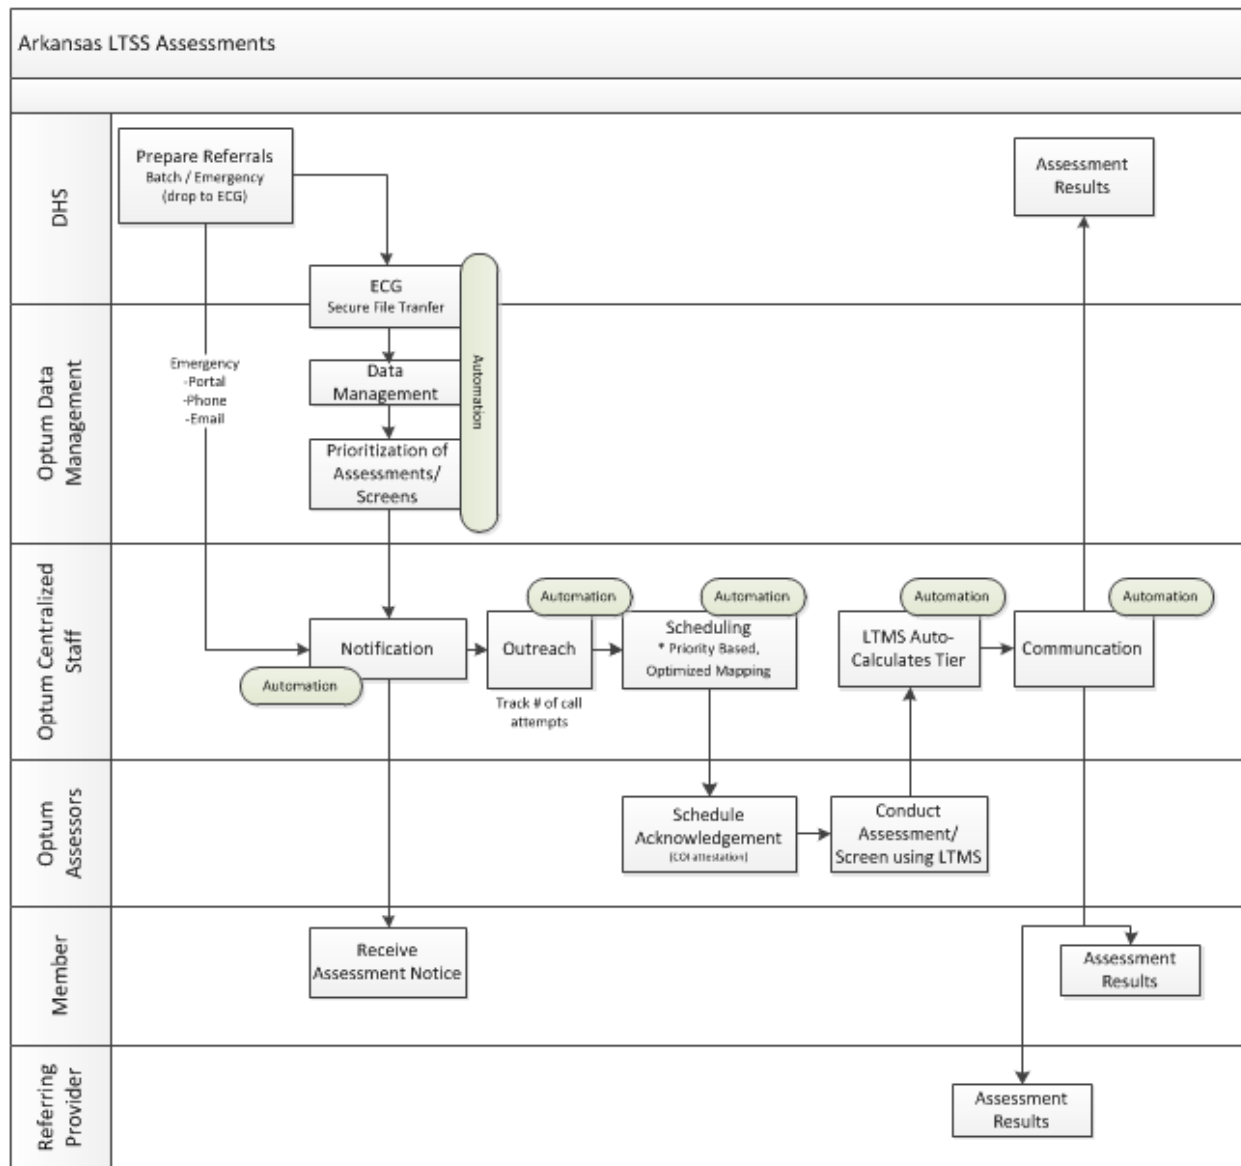 Arkansas LTSS Assessments
DHS
Prepare Referrals
Batch / Emergency
(drop to ECG)
Assessment
Results
ECG
Secure File Tranfer
Automation
Optum Data
Management
Emergency
-Portal
-Phone
-Email
Data
Management
Prioritization of
Assessments/
Screens
Optum Centralized
Staff
Notification
Automation
Outreach
Automation
Track # of call
attempts
Scheduling
* Priority Based,
Optimized Mapping
Automation
LTMS Auto-
Calculates Tier
Automation
Communcation
Automation
Optum
Assessors
Schedule
Acknowledgement
(COI attestation)
Conduct
Assessment/
Screen using LTMS
Member
Receive
Assessment Notice
Assessment
Results
Referring
Provider
Assessment
Results